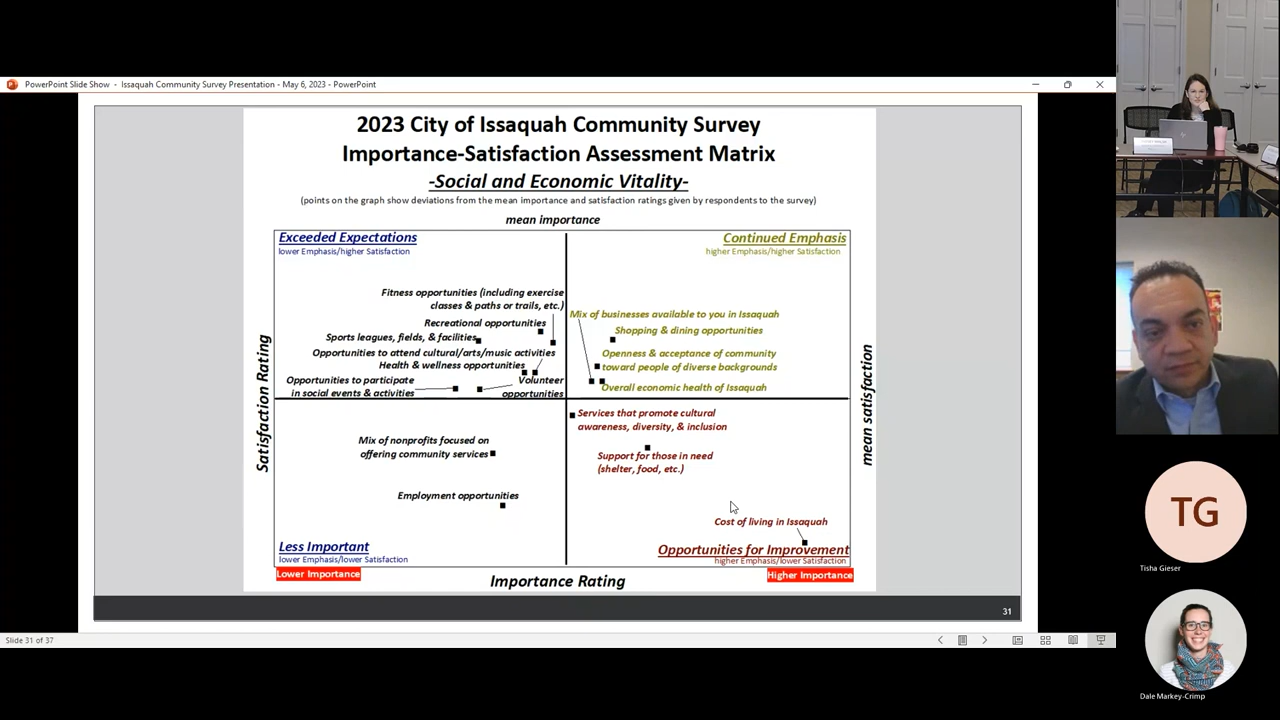 PowerPoint Slide Show - Issaquah Community Survey Presentation - May 6, 2023 - PowerPoint
2023 City of Issaquah Community Survey
Importance-Satisfaction Assessment Matrix
-Social and Economic Vitality-
(points on the graph show deviations from the mean importance and satisfaction ratings given by respondents to the survey)
mean importance
Exceeded Expectations
lower Emphasis/higher Satisfaction
Continued Emphasis
higher Emphasis/higher Satisfaction
Fitness opportunities (including exercise
classes & paths or trails, etc.)
Recreational opportunities
Sports leagues, fields, & facilities
Opportunities to attend cultural/arts/music activities
Health & wellness opportunities
Opportunities to participate
in social events & activities
Volunteer
opportunities
Mix of businesses available to you in Issaquah
Shopping & dining opportunities
Openness & acceptance of community
toward people of diverse backgrounds
Overall economic health of Issaquah
Satisfaction Rating
mean satisfaction
Mix of nonprofits focused on
offering community services
Employment opportunities
Services that promote cultural
awareness, diversity, & inclusion
Support for those in need
(shelter, food, etc.)
Cost of living in Issaquah
Less Important
lower Emphasis/lower Satisfaction
Opportunities for Improvement
higher Emphasis/lower Satisfaction
Lower Importance
Importance Rating
Higher Importance
31
Slide 31 of 37
TG
Tisha Gieser
Dale Markey-Crimp